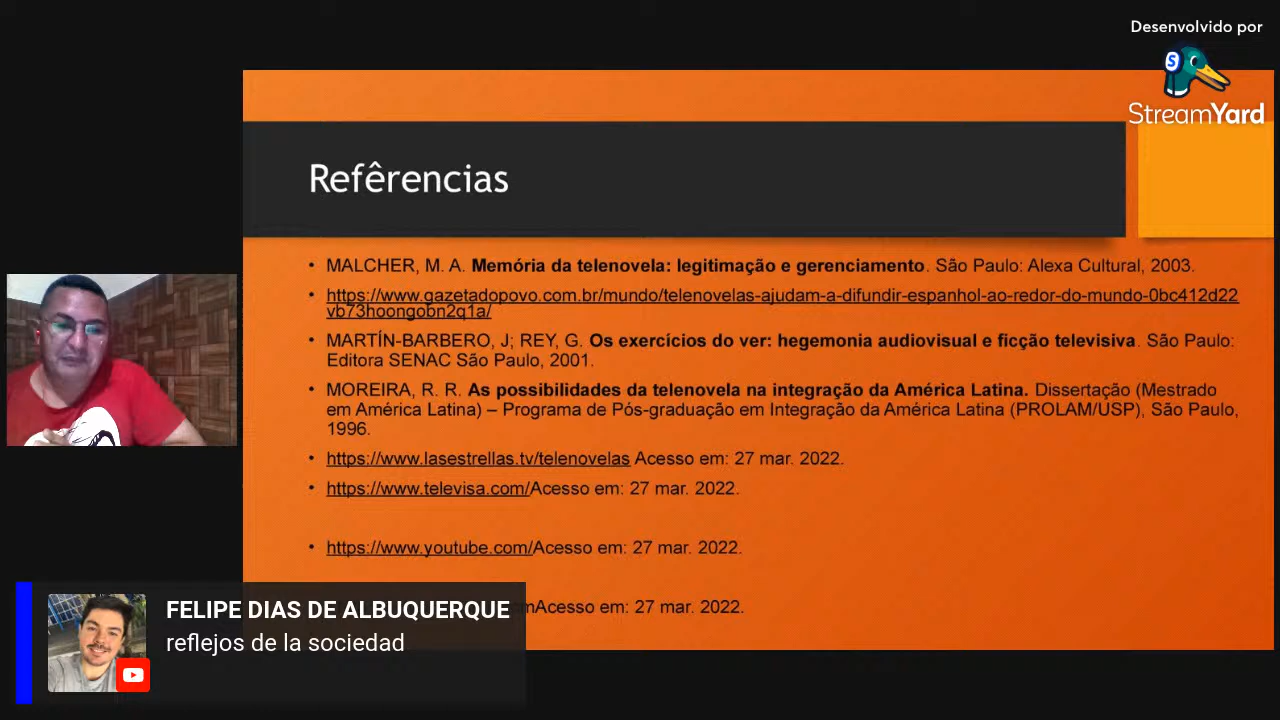 Desenvolvido por
StreamYard
Refêrencias
• MALCHER, M. A. Memória da telenovela: legitimação e gerenciamento. São Paulo: Alexa Cultural, 2003.
• https://www.gazetadopovo.com.br/mundo/telenovelas-ajudam-a-difundir-espanhol-ao-redor-do-mundo-0bc412d22
vb73hoongobn2q1a/
• MARTÍN-BARBERO, J; REY, G. Os exercícios do ver: hegemonia audiovisual e ficção televisiva. São Paulo:
Editora SENAC São Paulo, 2001.
• MOREIRA, R. R. As possibilidades da telenovela na integração da América Latina. Dissertação (Mestrado
em América Latina) – Programa de Pós-graduação em Integração da América Latina (PROLAM/USP), São Paulo,
1996.
• https://www.lasestrellas.tv/telenovelas Acesso em: 27 mar. 2022.
• https://www.televisa.com/Acesso em: 27 mar. 2022.
• https://www.youtube.com/Acesso em: 27 mar. 2022.
mAcesso em: 27 mar. 2022.
FELIPE DIAS DE ALBUQUERQUE
reflejos de la sociedad